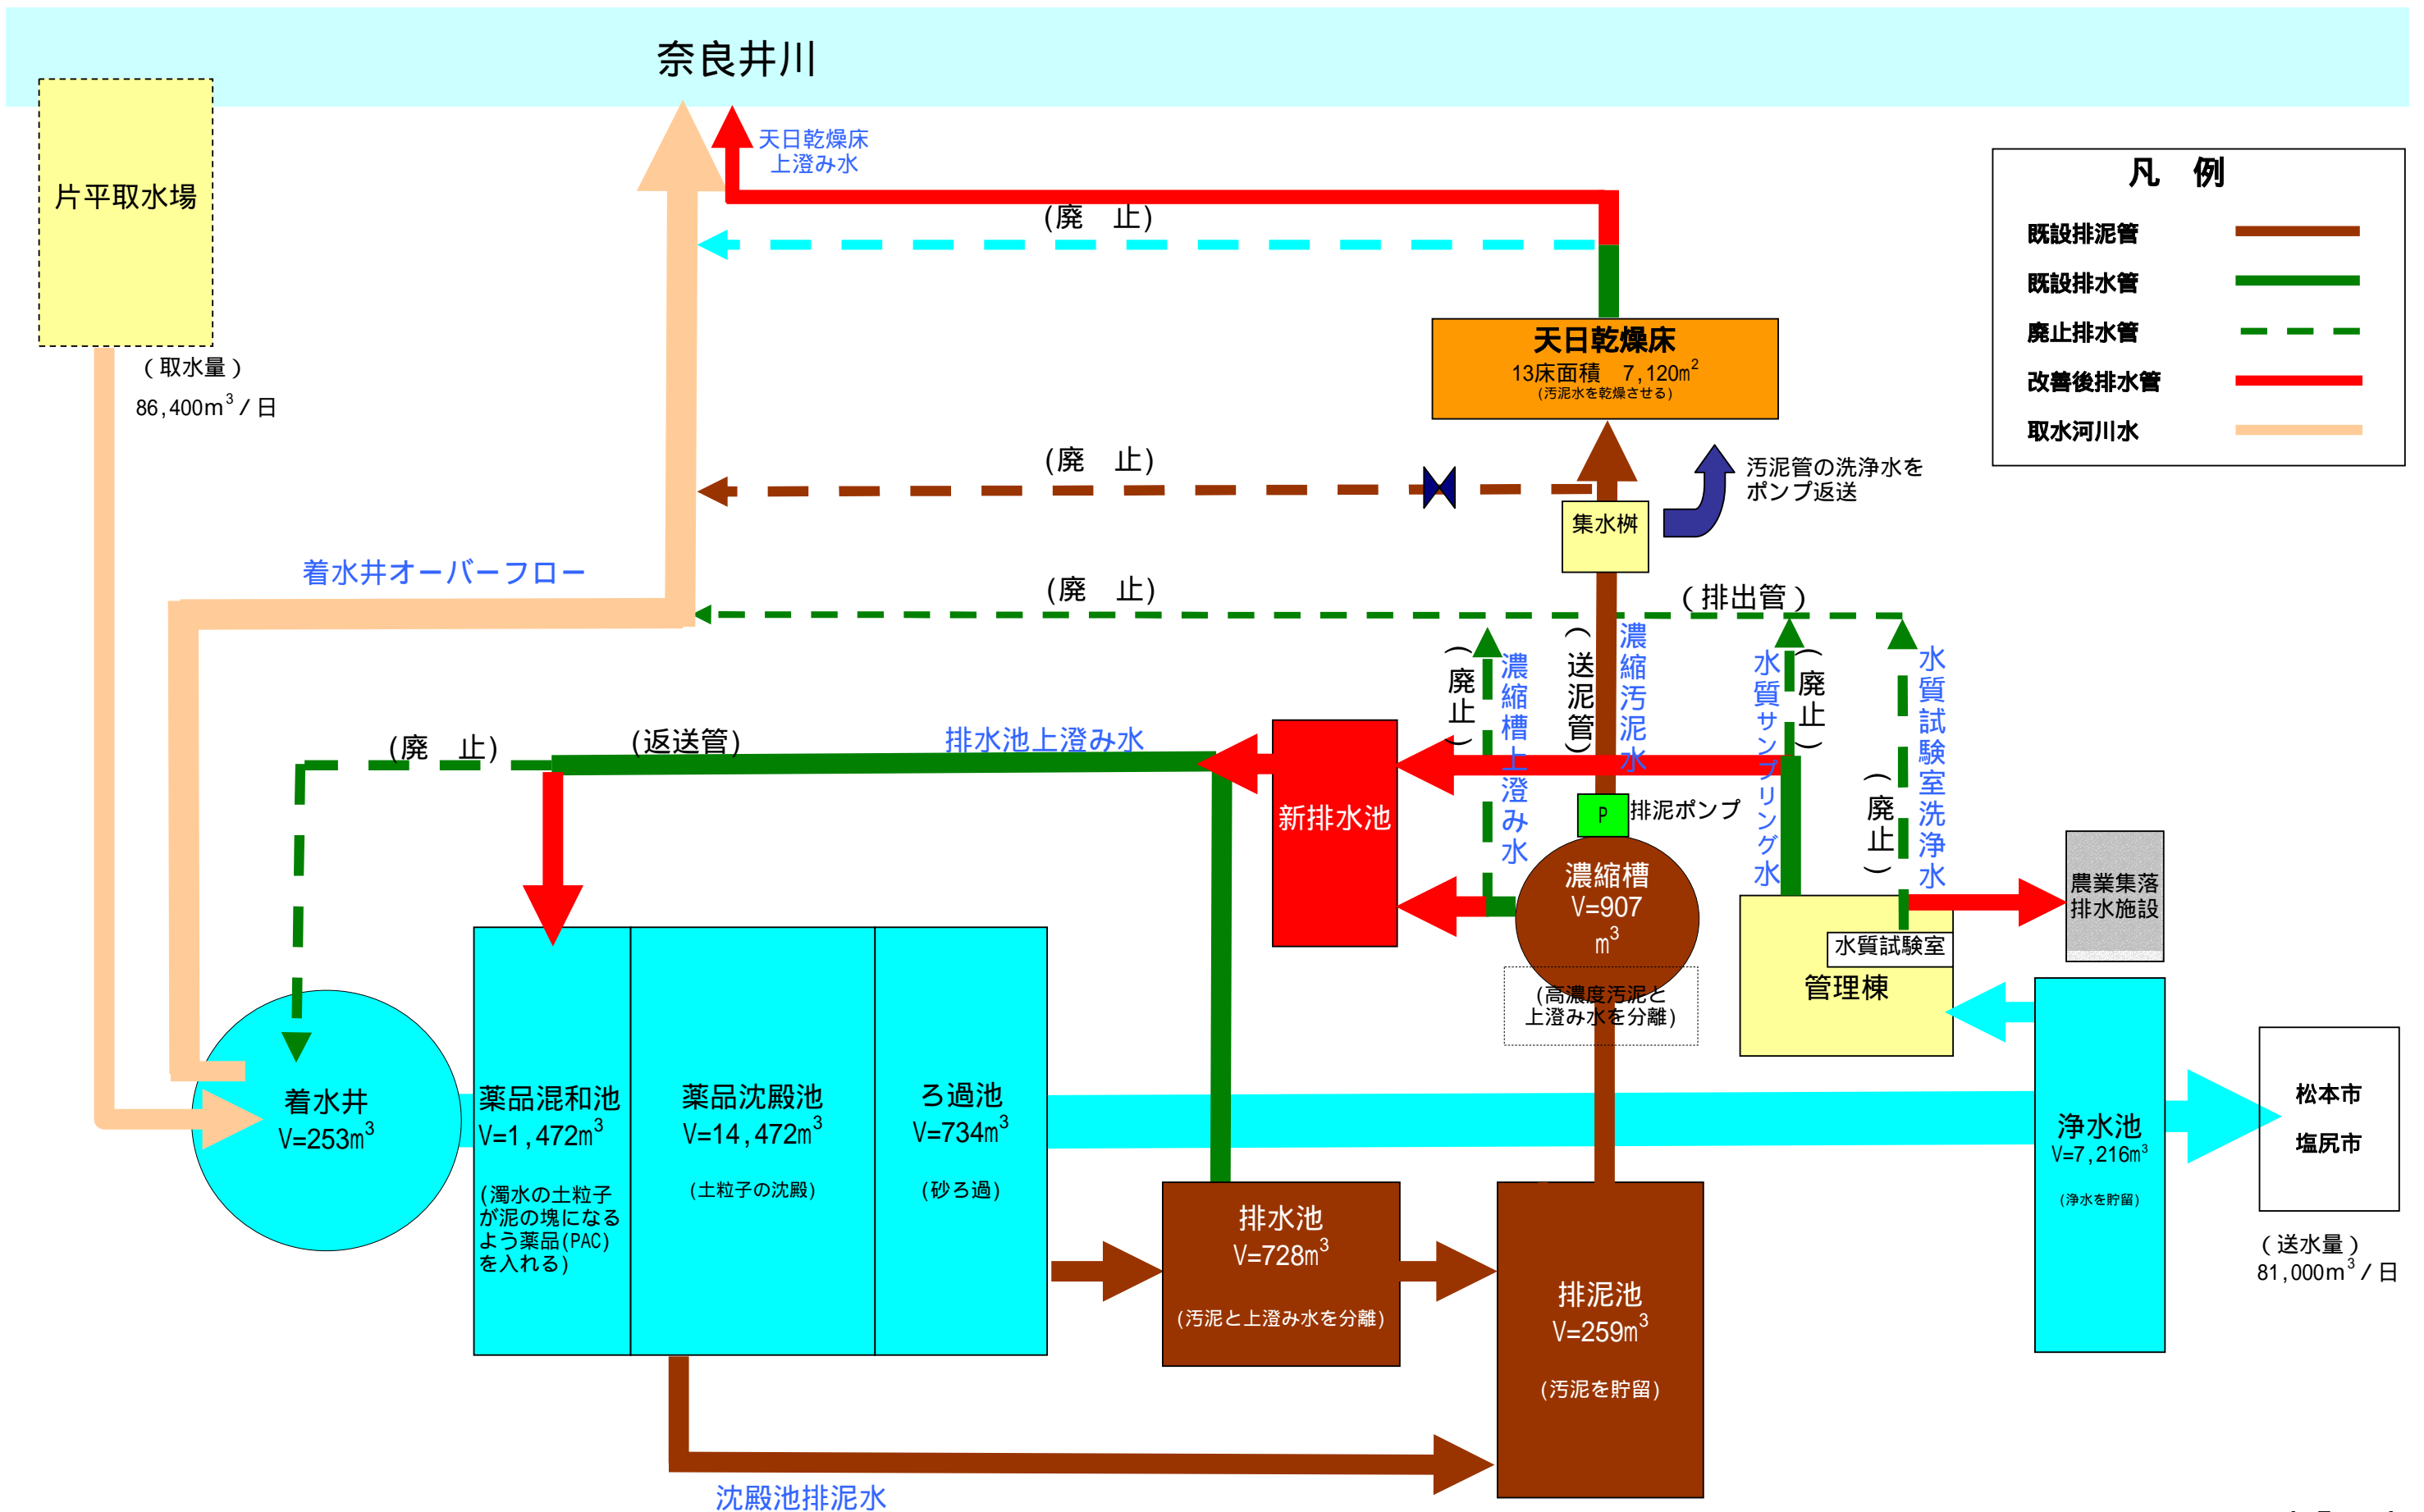 奈良井川
片平取水場
(取水量)
86,400m³/日
天日乾燥床
上澄み水
(廃 止)
凡 例
既設排泥管
既設排水管
廃止排水管
改善後排水管
取水河川水
天日乾燥床
13床面積 7,120m²
(汚泥水を乾燥させる)
(廃 止)
集水桝
汚泥管の洗浄水を
ポンプ返送
着水井オーバーフロー
(廃 止)
(排出管)
(廃止)
濃縮槽上澄み水
(送泥管)
濃縮汚泥水
水質サンプリング水
(廃止)
(廃止)
水質試験室洗浄水
(廃 止)
(返送管)
排水池上澄み水
新排水池
P
排泥ポンプ
濃縮槽
V=907
m³
(高濃度汚泥と
上澄み水を分離)
水質試験室
管理棟
農業集落
排水施設
着水井
V=253m³
薬品混和池
V=1,472m³
(濁水の土粒子
が泥の塊になる
よう薬品(PAC)
を入れる)
薬品沈殿池
V=14,472m³
(土粒子の沈殿)
ろ過池
V=734m³
(砂ろ過)
排水池
V=728m³
(汚泥と上澄み水を分離)
排泥池
V=259m³
(汚泥を貯留)
浄水池
V=7,216m³
(浄水を貯留)
松本市
塩尻市
(送水量)
81,000m³/日
沈殿池排泥水